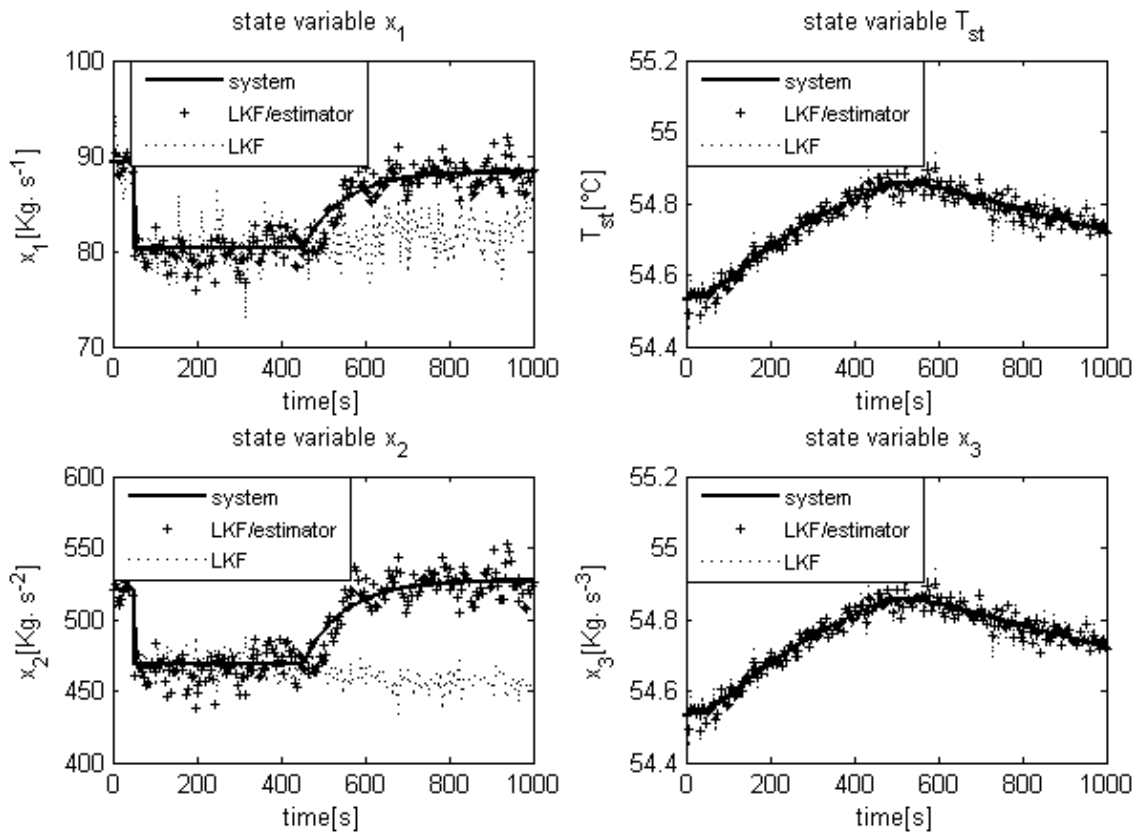 state variable x1
100
90
80
70
x1[Kg. s-1]
system
LKF/estimator
LKF
0
200
400
600
800
1000
time[s]
state variable Tst
55.2
55
54.8
54.6
54.4
Tst[°C]
system
LKF/estimator
LKF
0
200
400
600
800
1000
time[s]
state variable x2
600
550
500
450
400
x2[Kg. s-2]
system
LKF/estimator
LKF
0
200
400
600
800
1000
time[s]
state variable x3
55.2
55
54.8
54.6
54.4
x3[Kg. s-3]
system
LKF/estimator
LKF
0
200
400
600
800
1000
time[s]